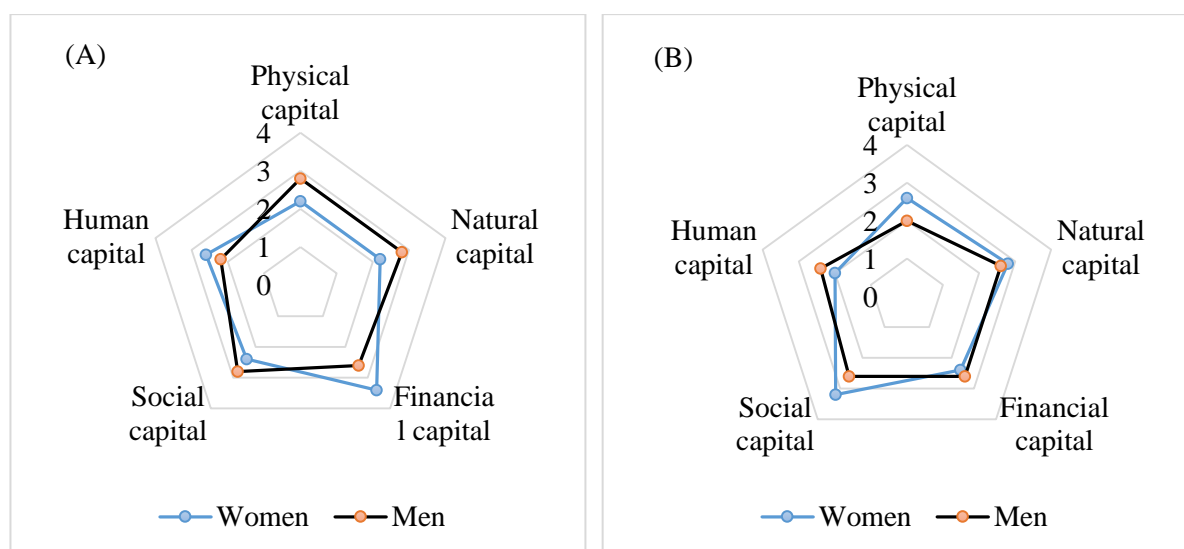 (A)
Physical
capital
4
3
2
1
0
Human
capital
Natural
capital
Social
capital
Financia
l capital
Women
Men
(B)
Physical
capital
4
3
2
1
0
Human
capital
Natural
capital
Social
capital
Financial
capital
Women
Men